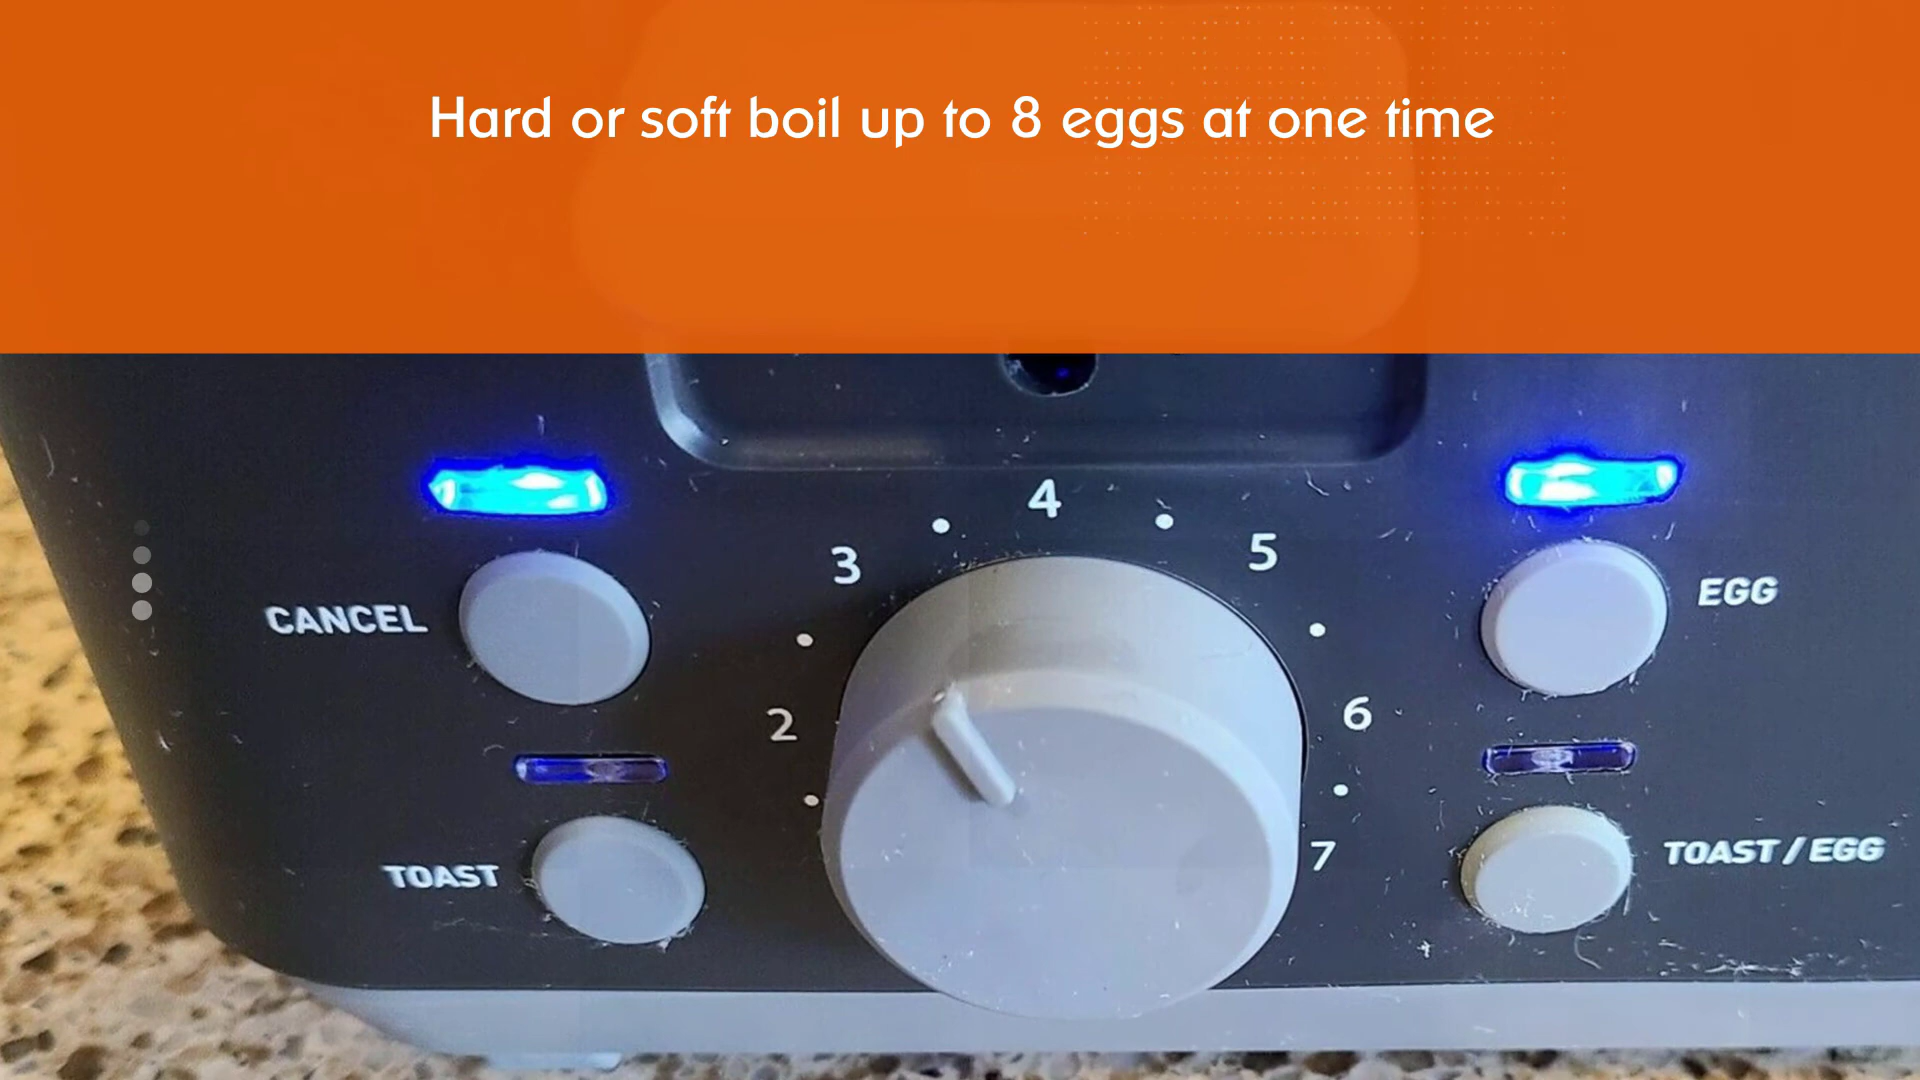 Hard or soft boil up to 8 eggs at one time
4
3
5
CANCEL
EGG
2
6
TOAST
7
TOAST / EGG